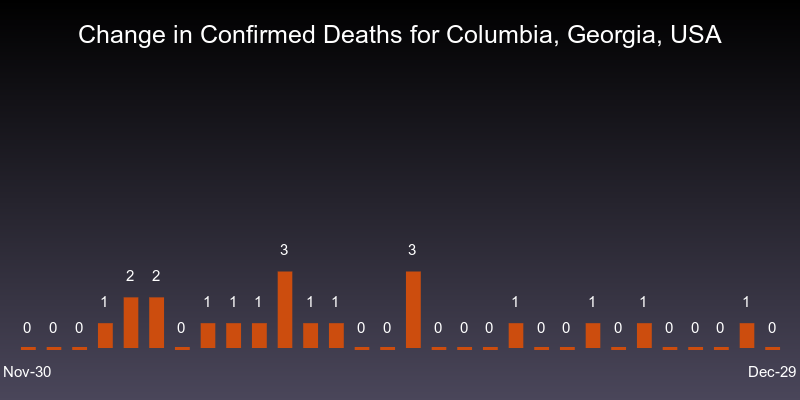 Change in Confirmed Deaths for Columbia, Georgia, USA
0 0 0 1 2 2 0 1 1 1 3 1 1 0 0 3 0 0 0 1 0 0 1 0 1 0 0 0 1 0
Nov-30 Dec-29